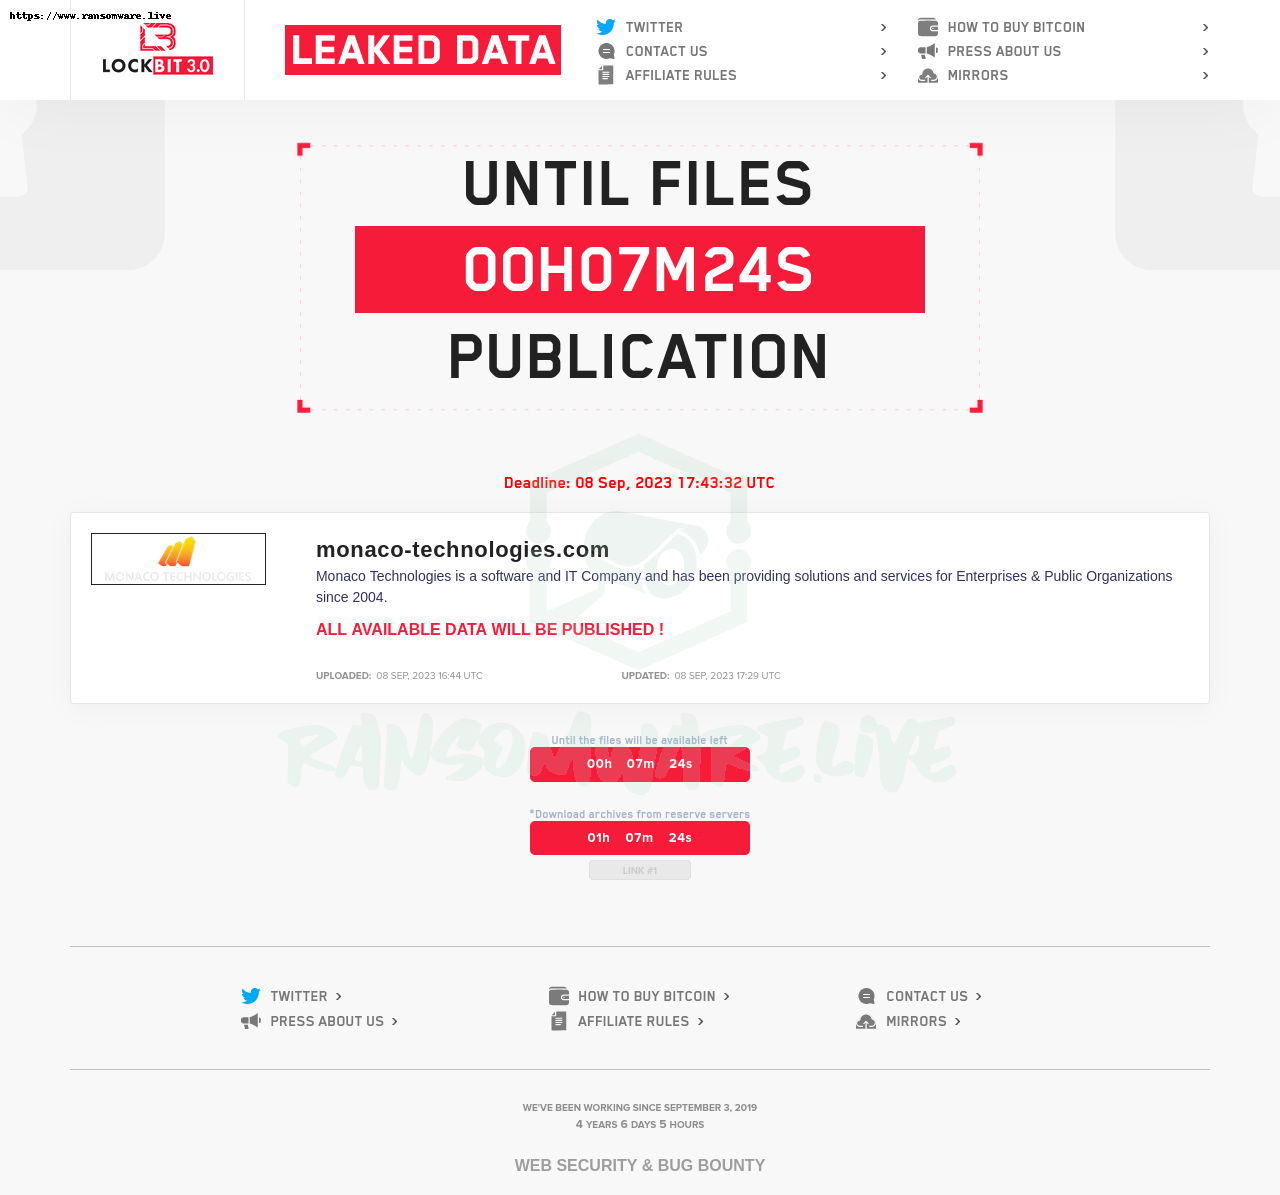 https://www.ransomware.live
LOCKBIT 3.0
LEAKED DATA
TWITTER
CONTACT US
AFFILIATE RULES
HOW TO BUY BITCOIN
PRESS ABOUT US
MIRRORS
UNTIL FILES
00H07M24S
PUBLICATION
Deadline: 08 Sep, 2023 17:43:32 UTC
MONACO TECHNOLOGIES
monaco-technologies.com
Monaco Technologies is a software and IT Company and has been providing solutions and services for Enterprises & Public Organizations
since 2004.
ALL AVAILABLE DATA WILL BE PUBLISHED !
UPLOADED: 08 SEP, 2023 16:44 UTC
UPDATED: 08 SEP, 2023 17:29 UTC
RANSOMWARE.LIVE
Until the files will be available left
00h 07m 24s
*Download archives from reserve servers
01h 07m 24s
LINK #1
TWITTER
HOW TO BUY BITCOIN
CONTACT US
PRESS ABOUT US
AFFILIATE RULES
MIRRORS
WE'VE BEEN WORKING SINCE SEPTEMBER 3, 2019
4 YEARS 6 DAYS 5 HOURS
WEB SECURITY & BUG BOUNTY